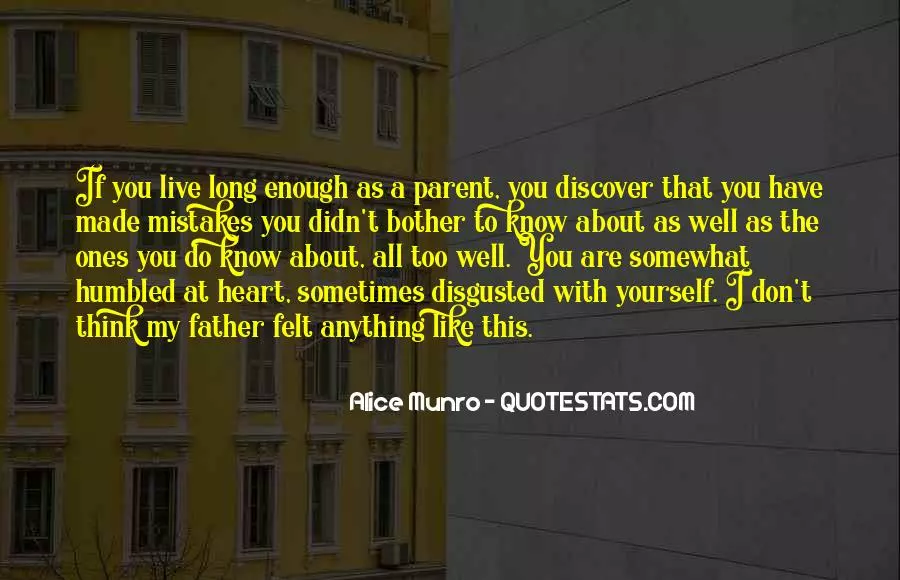 If you live long enough as a parent, you discover that you have
made mistakes you didn't bother to know about as well as the
ones you do know about, all too well. You are somewhat
humbled at heart, sometimes disgusted with yourself. I don't
think my father felt anything like this.
Alice Munro - QUOTESTATS.COM